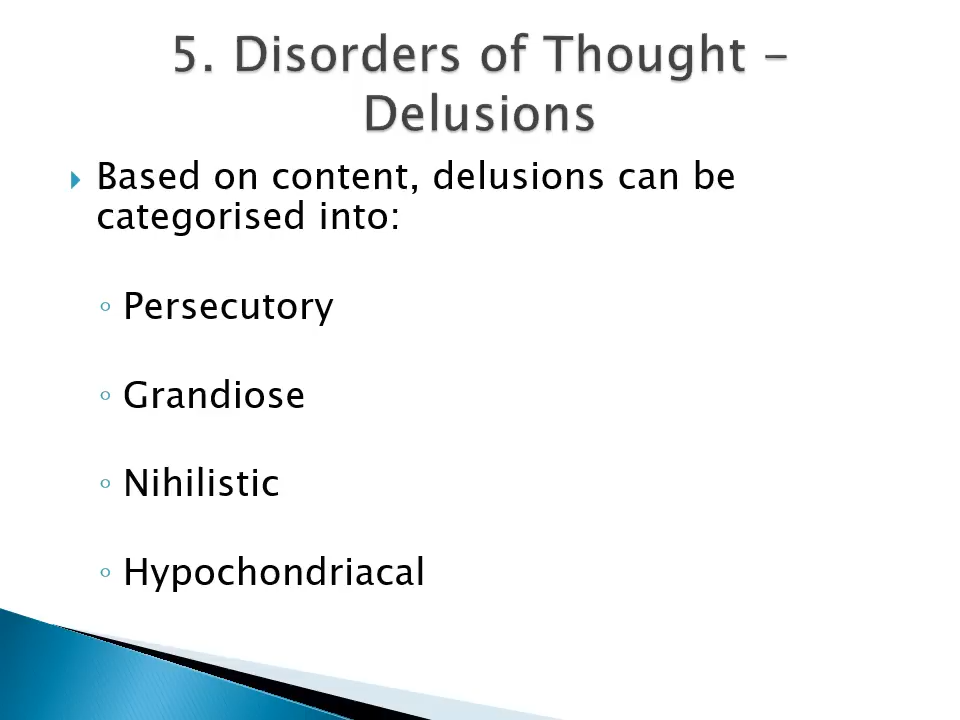 5. Disorders of Thought -
Delusions
Based on content, delusions can be
categorised into:
Persecutory
Grandiose
Nihilistic
Hypochondriacal